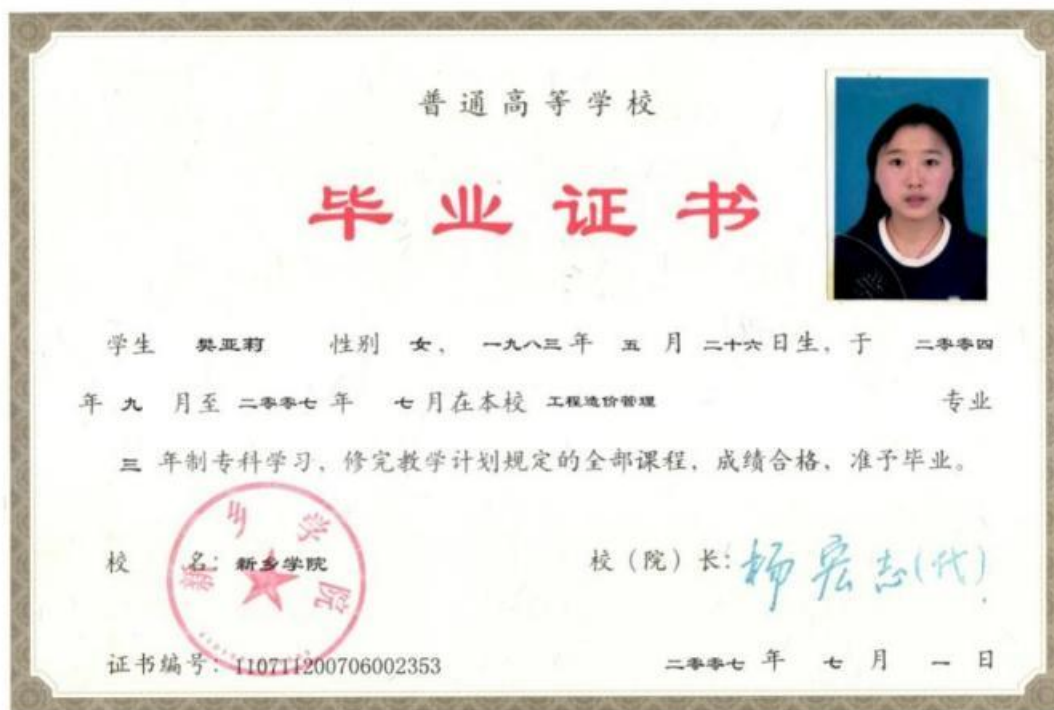 普通高等学校
毕业证书
学生 樊亚莉 性别 女、一九八三年 五 月 二十六日生，于 二零零四
年 九 月至 二零零七 年 七月在本校 工程造价管理 专业
三 年制专科学习，修完教学计划规定的全部课程，成绩合格，准予毕业。
新乡学院
校 名：新乡学院 校（院）长：杨宏志(代)
证书编号：110711200706002353 二零零七 年 七 月 一 日